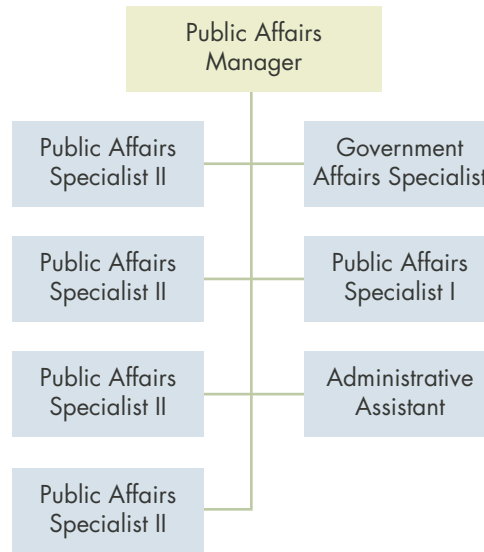 Public Affairs
Manager
Public Affairs
Specialist II
Government
Affairs Specialist
Public Affairs
Specialist II
Public Affairs
Specialist I
Public Affairs
Specialist II
Administrative
Assistant
Public Affairs
Specialist II